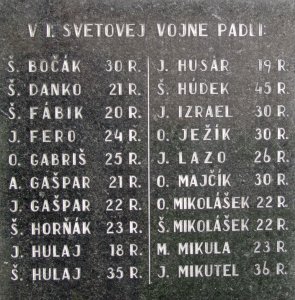 V I. SVETOVEJ VOJNE PADLI:
Š. BOČÁK 30 R.
Š. DANKO 21 R.
Š. FÁBIK 20 R.
J. FERO 24 R.
O. GABRIŠ 25 R.
A. GAŠPAR 21 R.
J. GAŠPAR 22 R.
Š. HORŇÁK 23 R.
J. HULAJ 18 R.
Š. HULAJ 35 R.
J. HUSÁR 19 R.
Š. HÚDEK 45 R.
J. IZRAEL 30 R.
O. JEŽÍK 30 R.
J. LAZO 26 R.
O. MAJČÍK 30 R.
O. MIKOLÁŠEK 22 R.
Š. MIKOLÁŠEK 22 R.
M. MIKULA 23 R.
J. MIKUTEL 36 R.